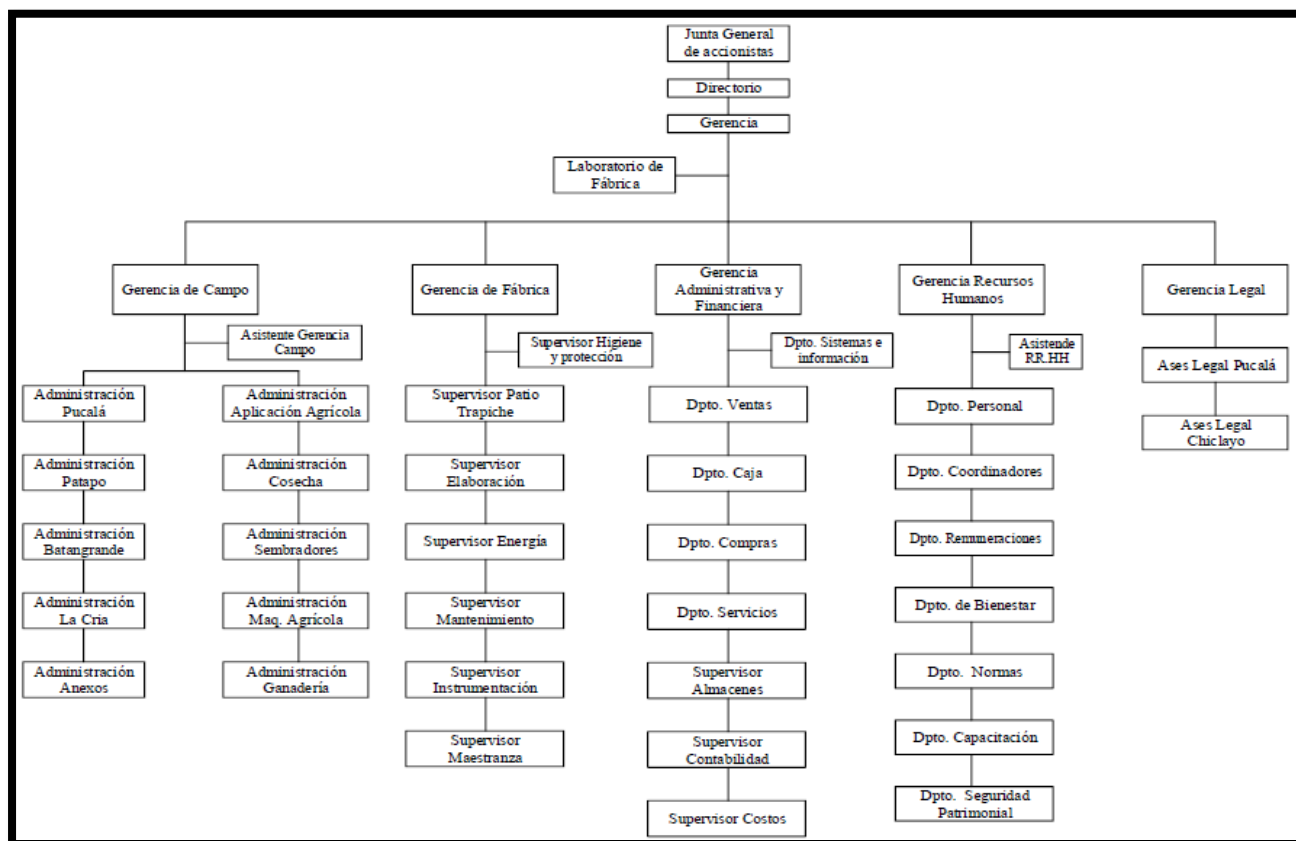 Junta General
de accionistas
Directorio
Gerencia
Laboratorio de
Fábrica
Gerencia de Campo
Gerencia de Fábrica
Gerencia
Administrativa y
Financiera
Gerencia Recursos
Humanos
Gerencia Legal
Asistente Gerencia
Campo
Supervisor Higiene
y protección
Dpto. Sistemas e
información
Asistende
RR.HH
Administración
Pucalá
Administración
Patapo
Administración
Batangrande
Administración
La Cria
Administración
Anexos
Administración
Aplicación Agrícola
Administración
Cosecha
Administración
Sembradores
Administración
Maq. Agrícola
Administración
Ganadería
Supervisor Patio
Trapiche
Supervisor
Elaboración
Supervisor Energía
Supervisor
Mantenimiento
Supervisor
Instrumentación
Supervisor
Maestranza
Dpto. Ventas
Dpto. Caja
Dpto. Compras
Dpto. Servicios
Supervisor
Almacenes
Supervisor
Contabilidad
Supervisor Costos
Dpto. Personal
Dpto. Coordinadores
Dpto. Remuneraciones
Dpto. de Bienestar
Dpto. Normas
Dpto. Capacitación
Dpto. Seguridad
Patrimonial
Ases Legal Pucalá
Ases Legal
Chiclayo